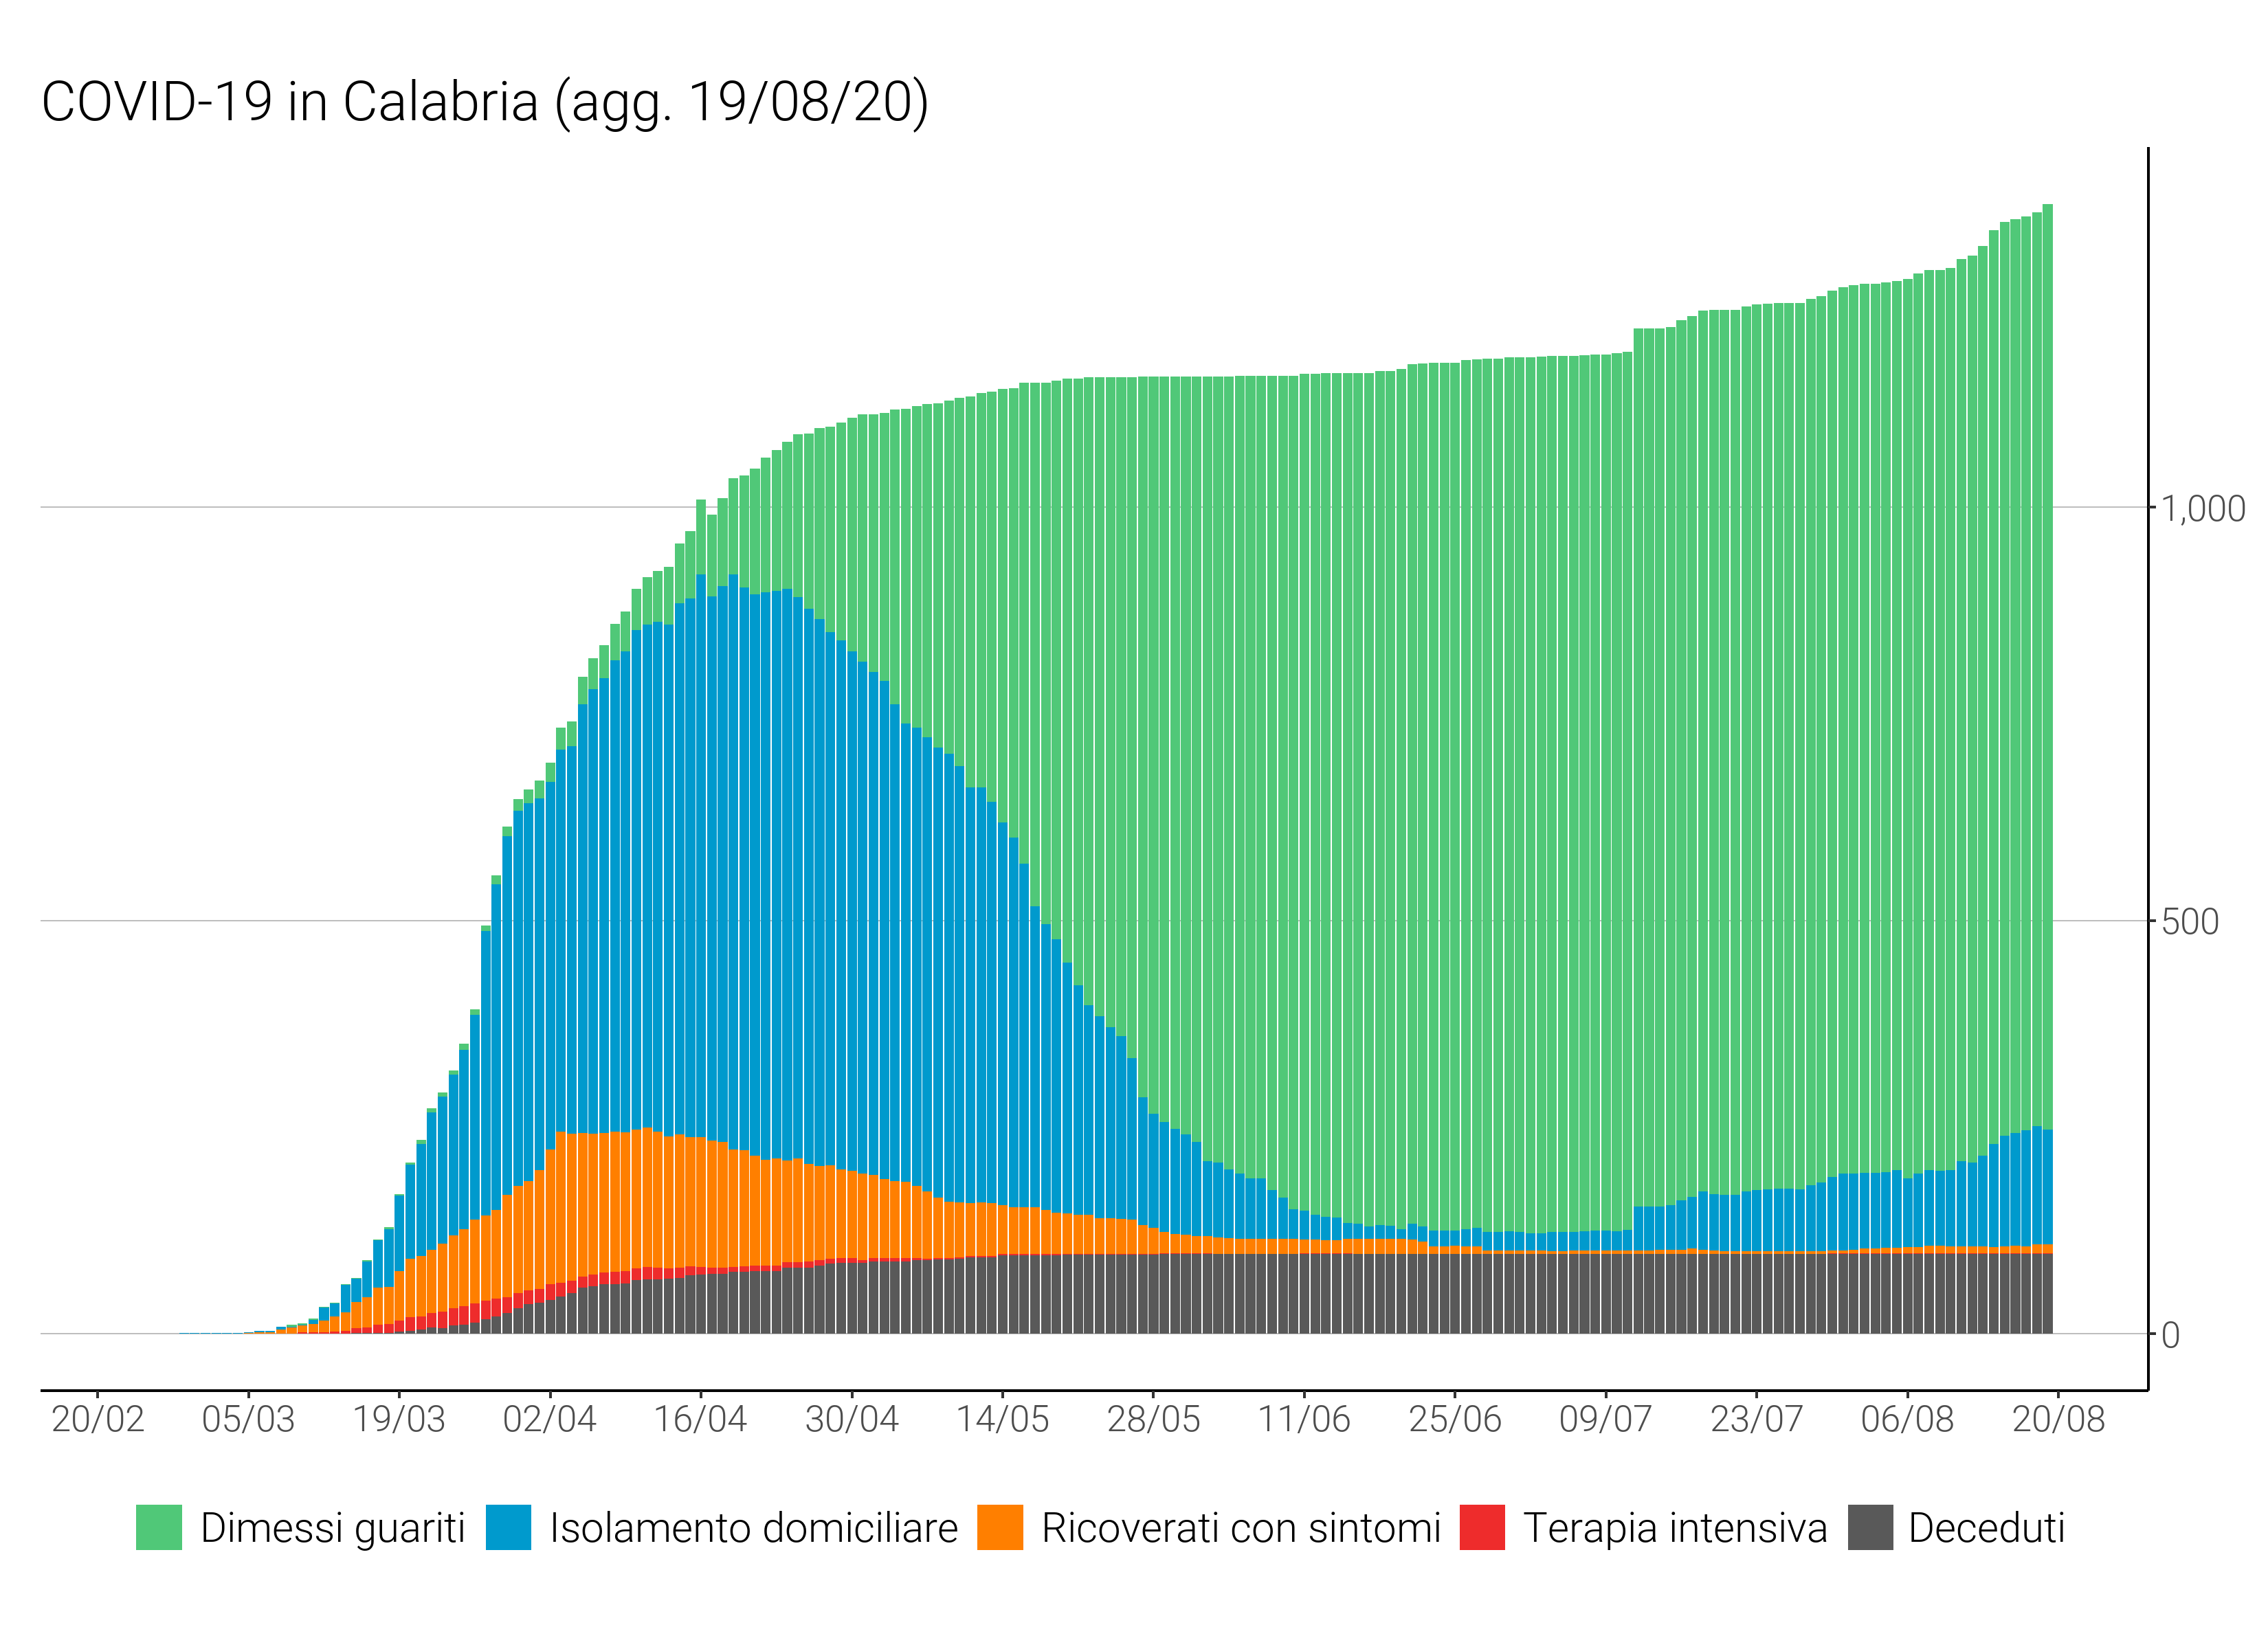 COVID-19 in Calabria (agg. 19/08/20)
1,000
500
0
20/02 05/03 19/03 02/04 16/04 30/04 14/05 28/05 11/06 25/06 09/07 23/07 06/08 20/08
Dimessi guariti Isolamento domiciliare Ricoverati con sintomi Terapia intensiva Deceduti